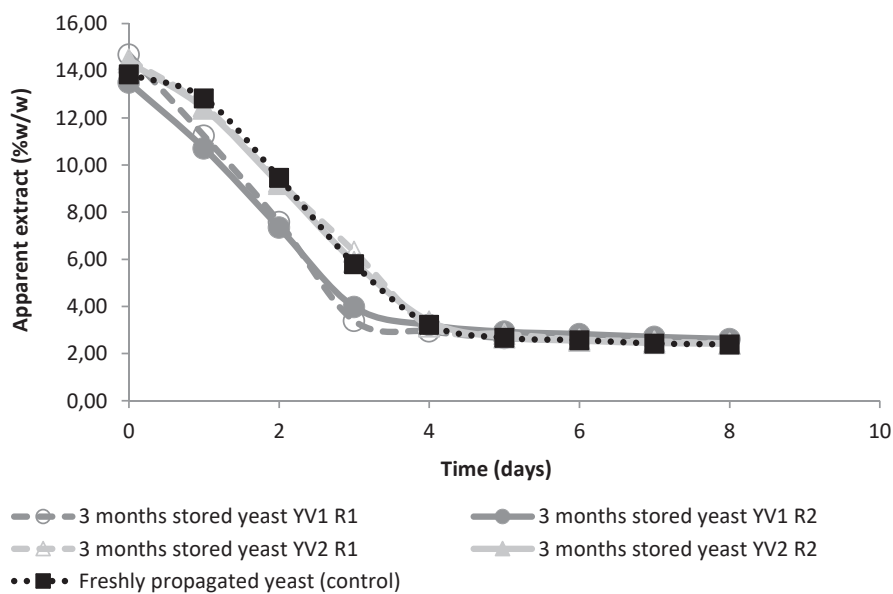 16,00
14,00
12,00
10,00
8,00
6,00
4,00
2,00
0,00
Apparent extract (%w/w)
0 2 4 6 8 10
Time (days)
3 months stored yeast YV1 R1 3 months stored yeast YV1 R2
3 months stored yeast YV2 R1 3 months stored yeast YV2 R2
Freshly propagated yeast (control)